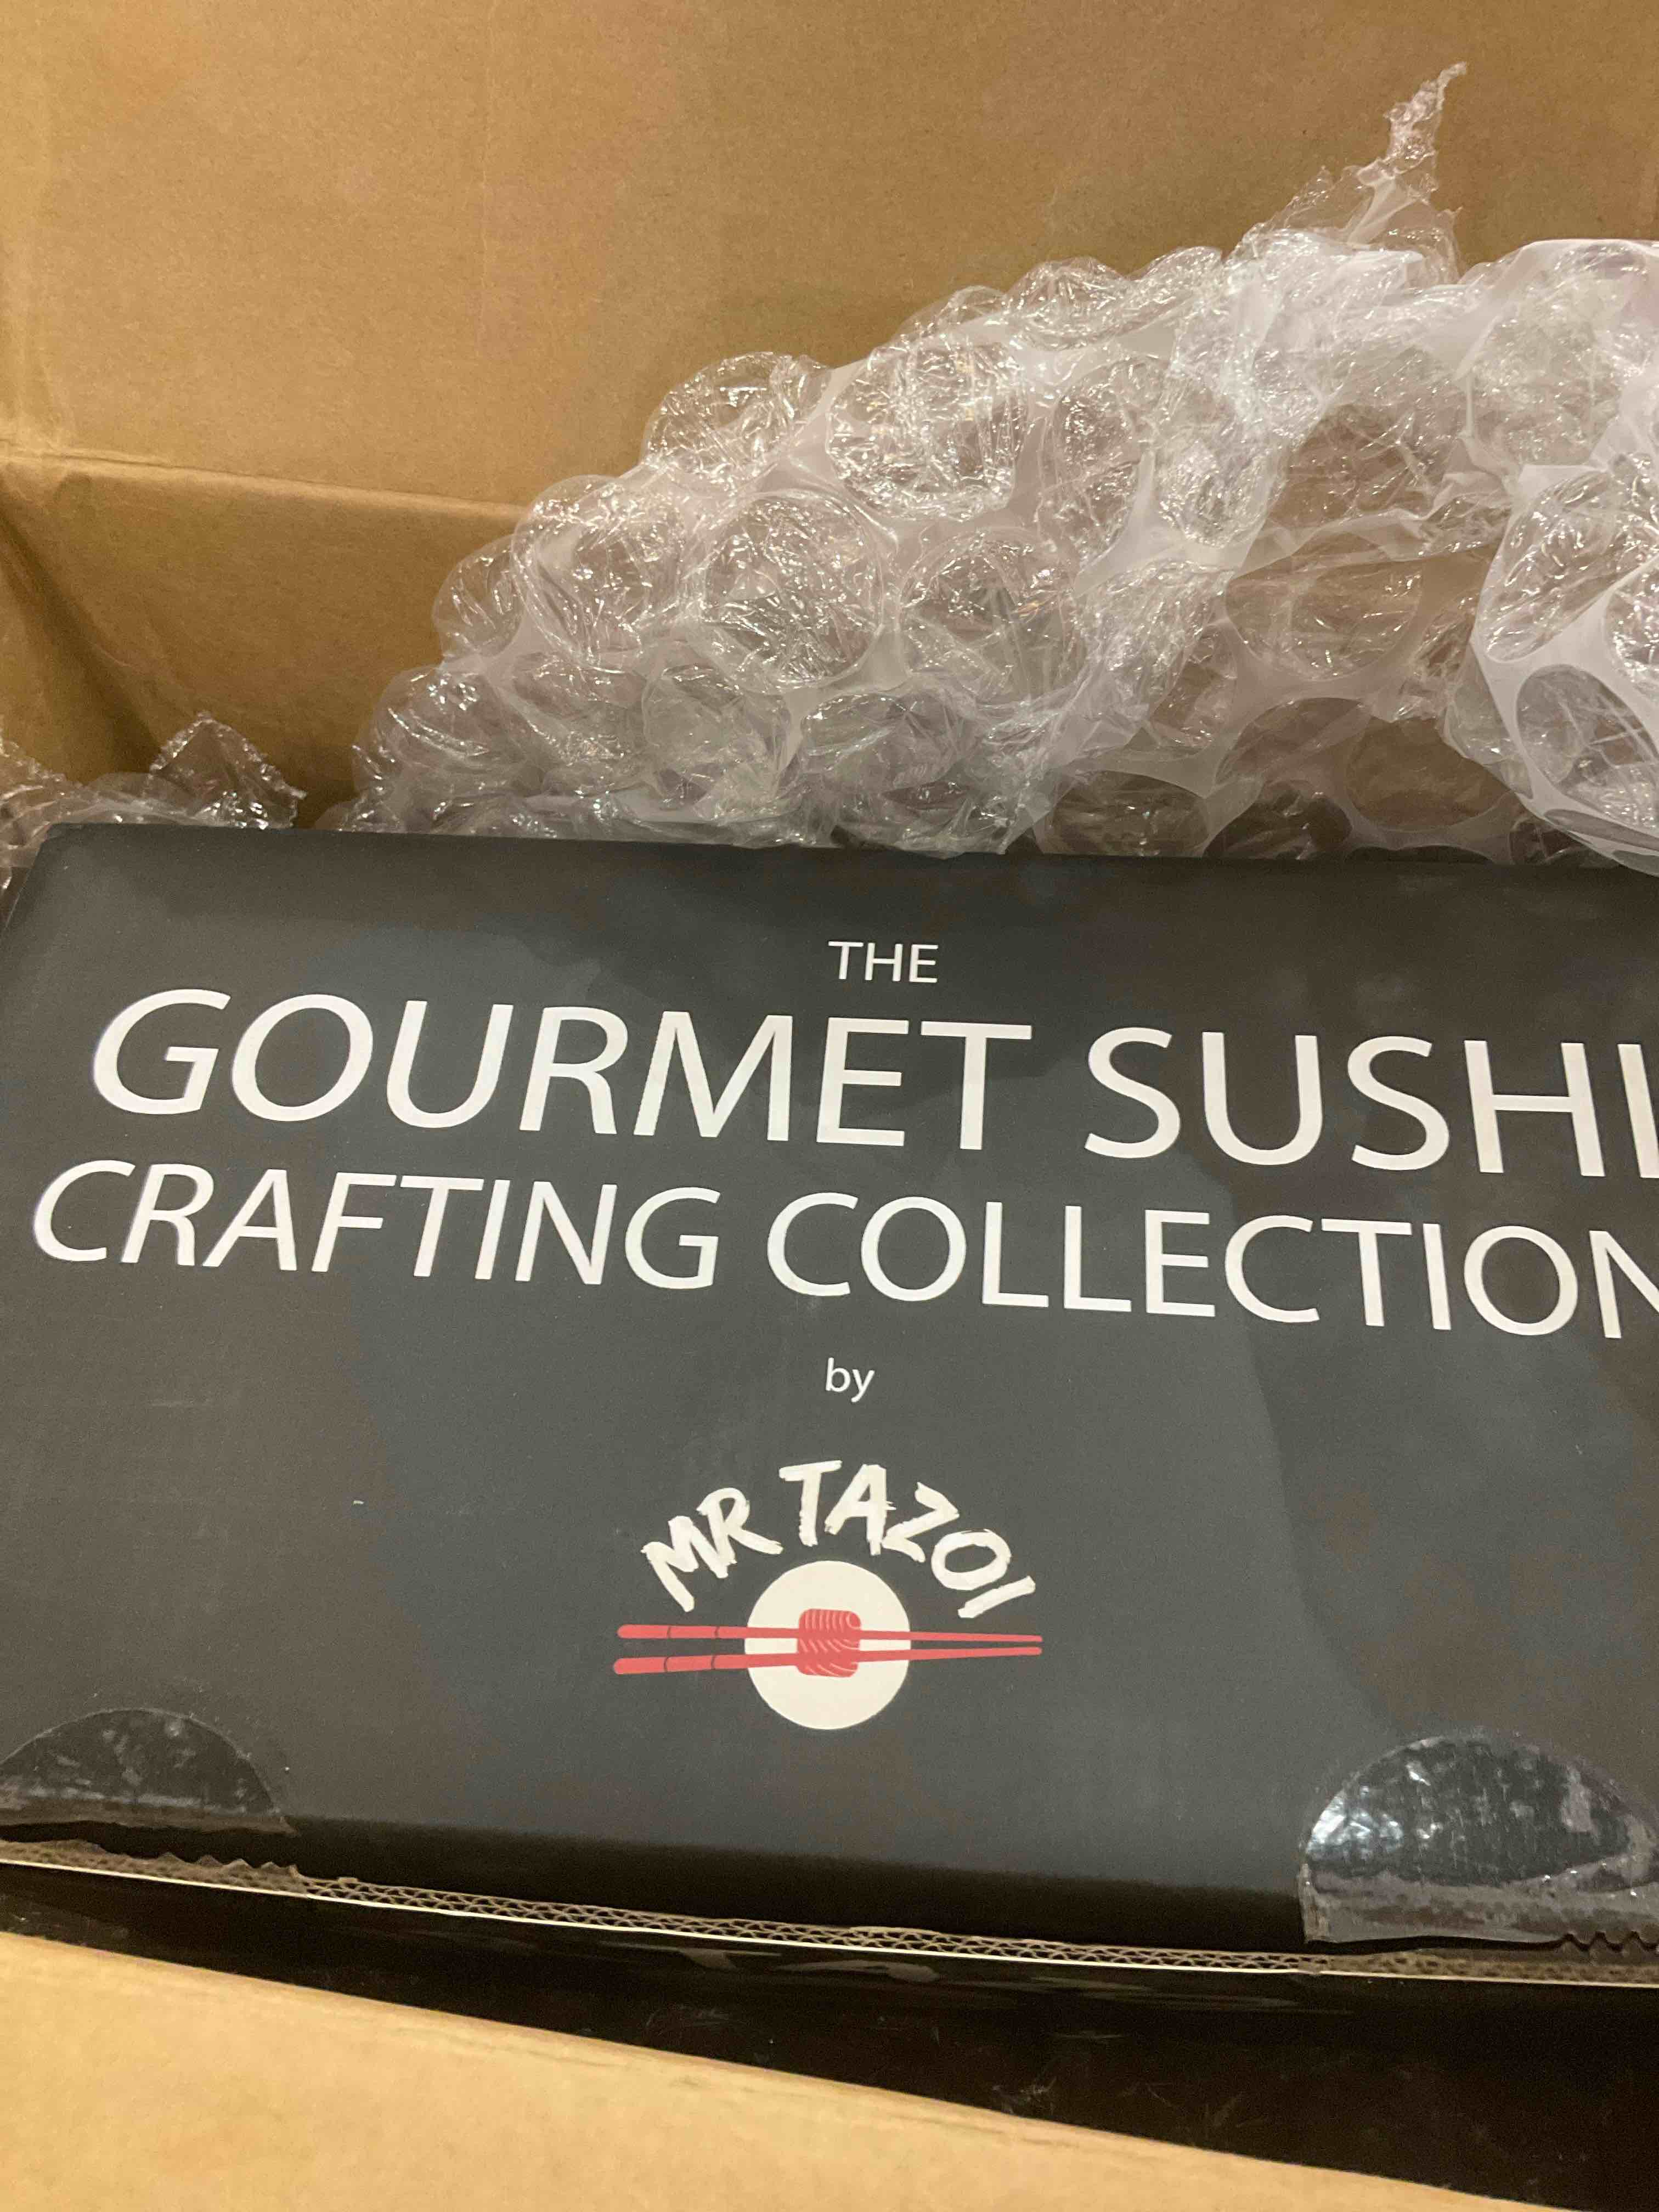 THE
GOURMET SUSHI
CRAFTING COLLECTION
by
MR TAZOI